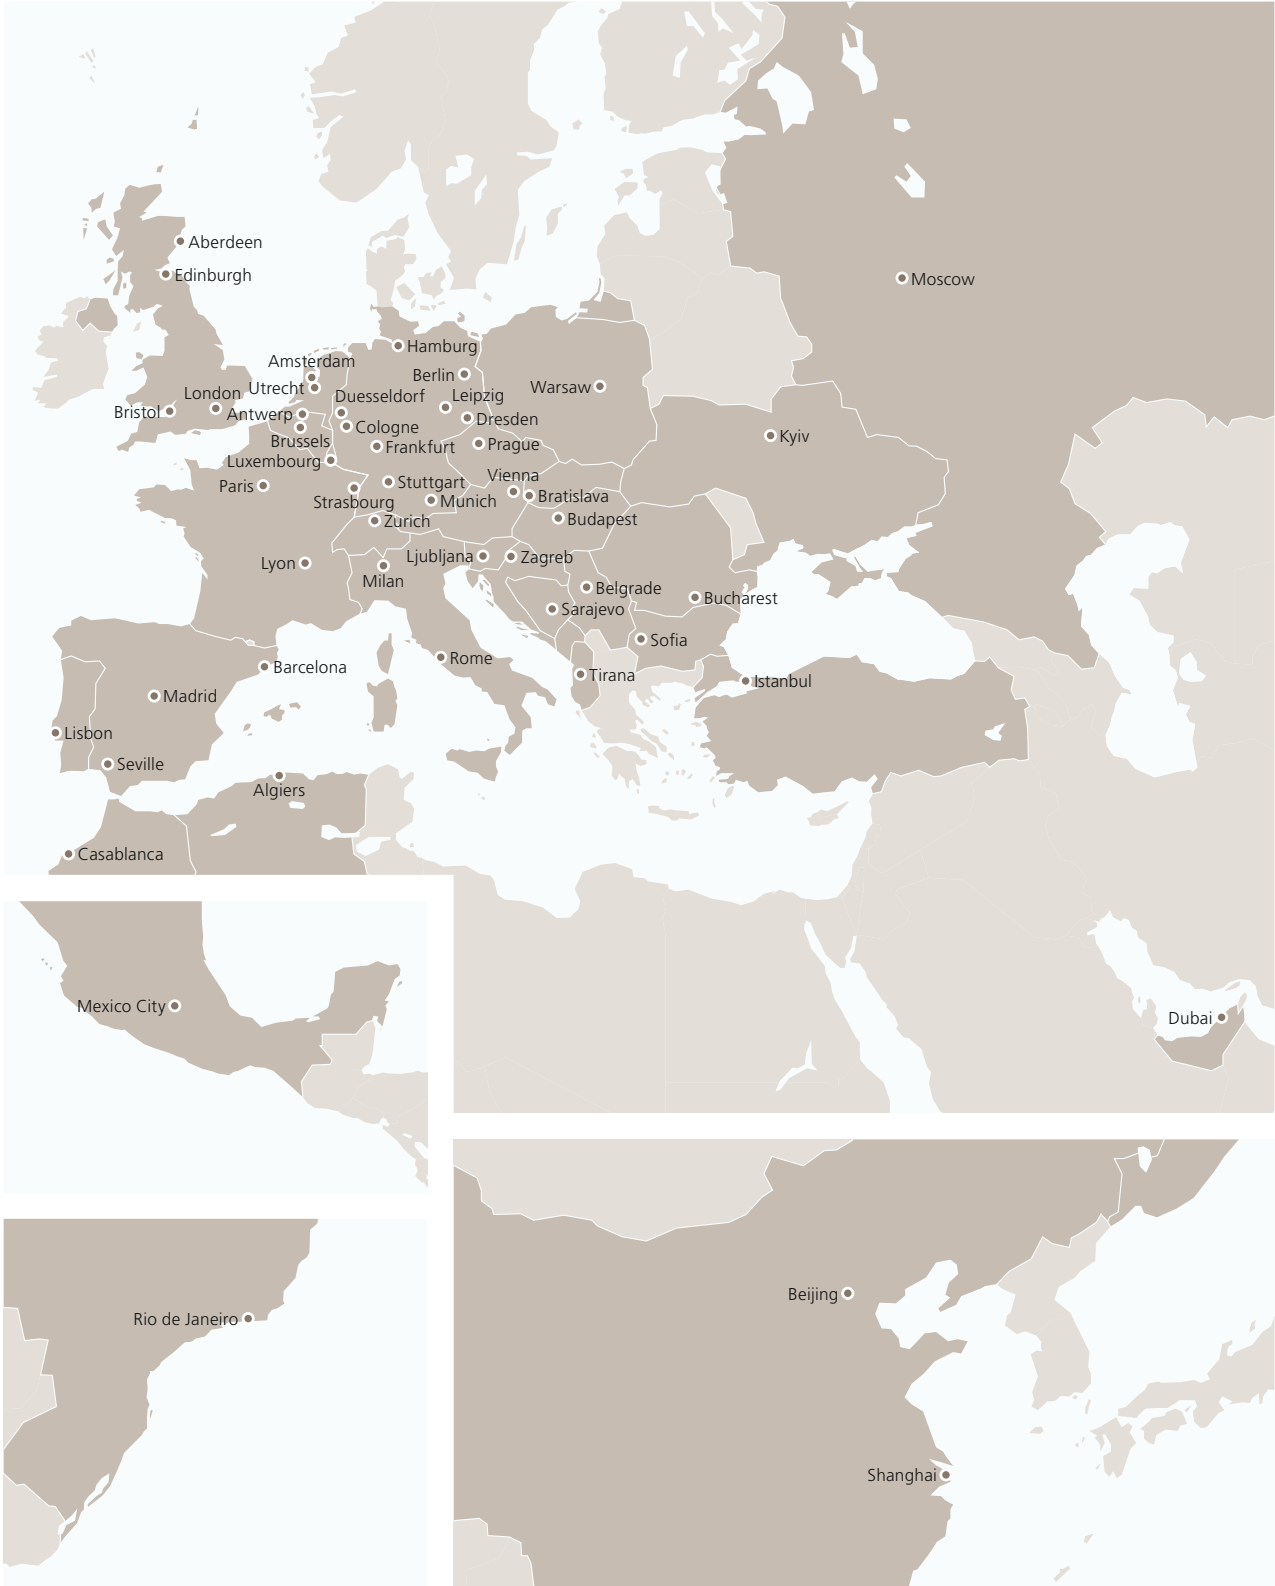 Aberdeen
Edinburgh
Moscow
Hamburg
Amsterdam
Berlin
Utrecht
Warsaw
London
Duesseldorf
Leipzig
Bristol
Antwerp
Dresden
Cologne
Kyiv
Brussels
Frankfurt
Prague
Luxembourg
Vienna
Paris
Stuttgart
Strasbourg
Munich
Bratislava
Zurich
Budapest
Lyon
Ljubljana
Zagreb
Milan
Belgrade
Bucharest
Sarajevo
Sofia
Rome
Barcelona
Tirana
Istanbul
Madrid
Lisbon
Seville
Algiers
Casablanca
Mexico City
Dubai
Beijing
Rio de Janeiro
Shanghai